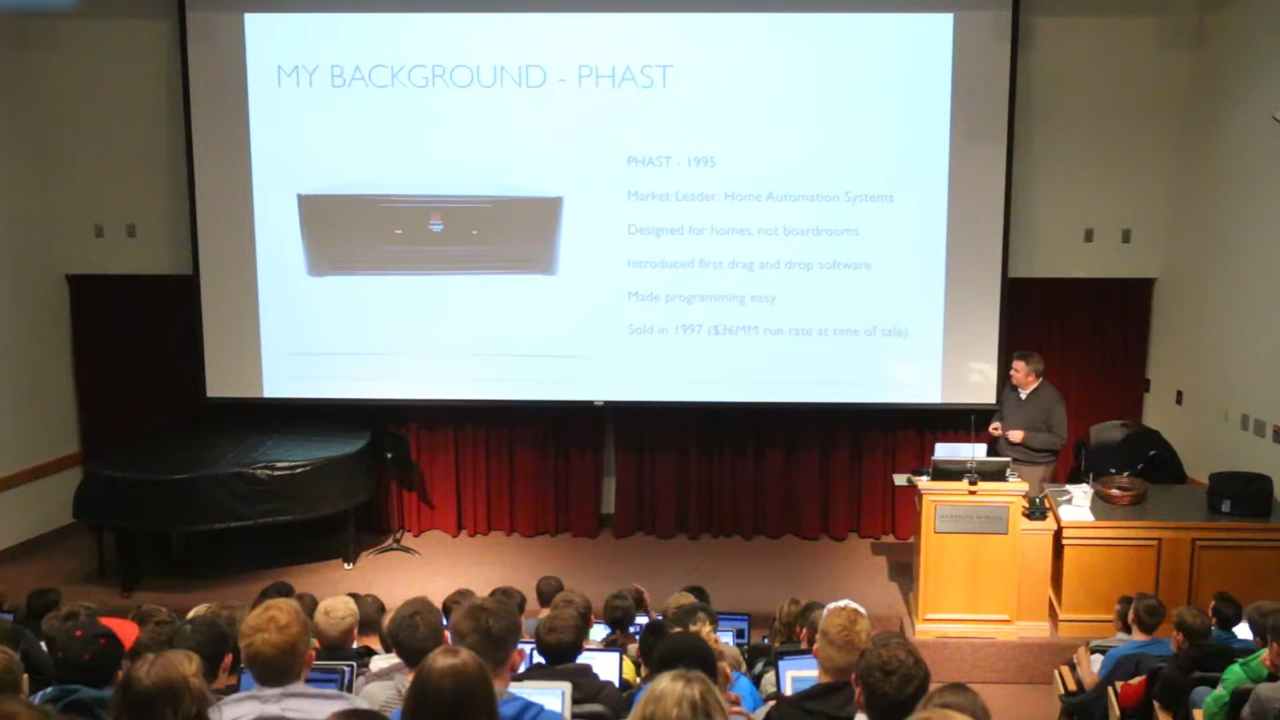 MY BACKGROUND - PHAST
PHAST - 1995
Market Leader: Home Automation Systems
Designed for homes, not boardrooms
Introduced first drag and drop software
Made programming easy
Sold in 1997 ($36MM run rate at time of sale)